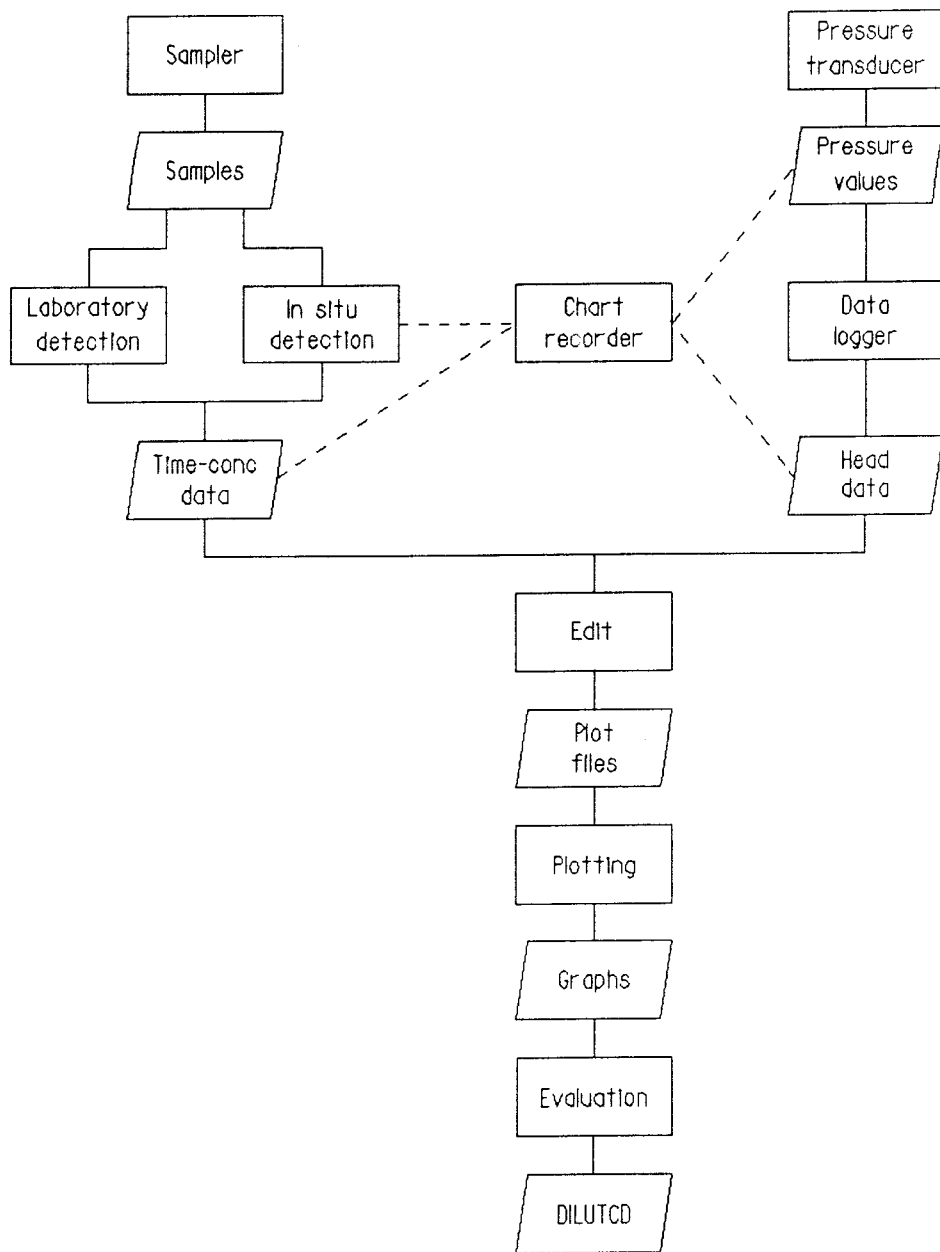 Sampler
Pressure
transducer
Samples
Pressure
values
Laboratory
detection
In situ
detection
Chart
recorder
Data
logger
Time-conc
data
Head
data
Edit
Plot
files
Plotting
Graphs
Evaluation
DILUTCD